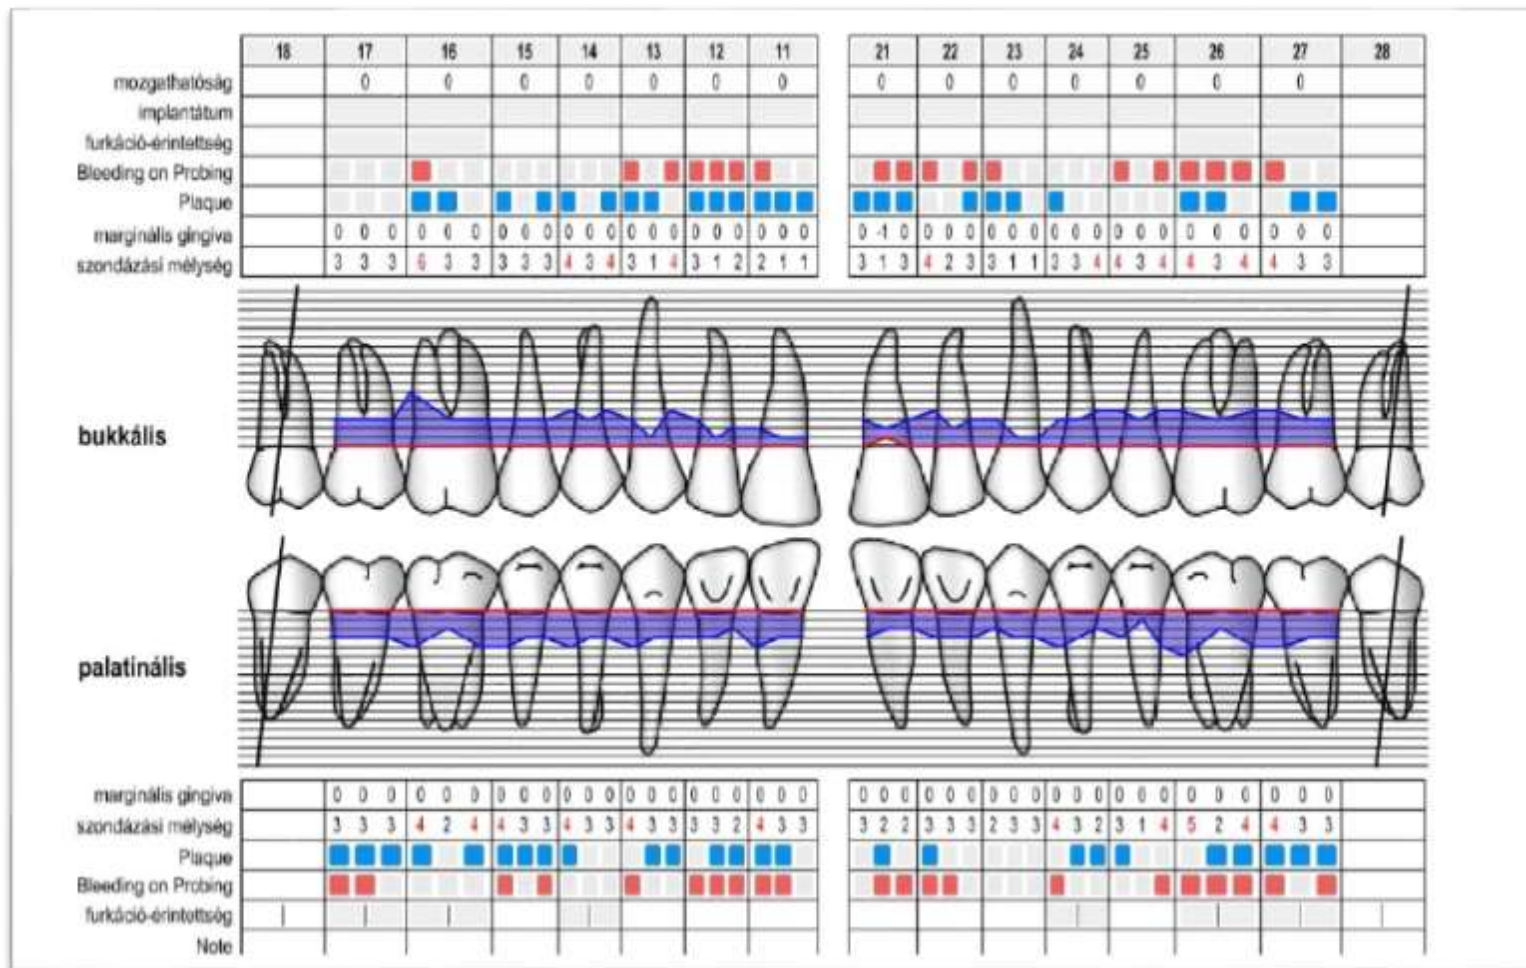 18 17 16 15 14 13 12 11 21 22 23 24 25 26 27 28
mozgathatóság 0 0 0 0 0 0 0 0 0 0 0 0 0 0
implantátum
furkáció-érintettség
Bleeding on Probing
Plaque
marginális gingiva 0 0 0 0 0 0 0 0 0 0 0 0 0 0 0 0 0 0 0 0 0 0 -1 0 0 0 0 0 0 0 0 0 0 0 0 0 0 0 0 0 0 0
szondázási mélység 3 3 3 6 3 3 3 3 3 4 3 4 3 1 4 3 1 2 2 1 1 3 1 3 4 2 3 3 1 1 3 3 4 4 3 4 4 3 4 4 3 3
bukkális
palatinális
marginális gingiva 0 0 0 0 0 0 0 0 0 0 0 0 0 0 0 0 0 0 0 0 0 0 0 0 0 0 0 0 0 0 0 0 0 0 0 0 0 0 0 0 0 0
szondázási mélység 3 3 3 4 2 4 4 3 3 4 3 3 4 3 3 3 3 2 4 3 3 3 2 2 3 3 3 2 3 3 4 3 2 3 1 4 5 2 4 4 3 3
Plaque
Bleeding on Probing
furkáció-érintettség
Note